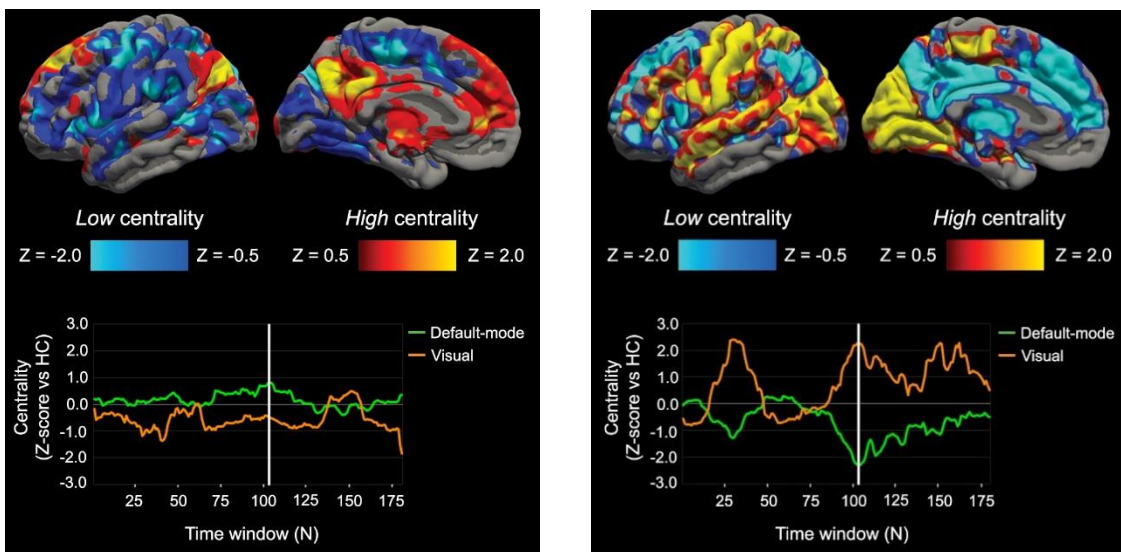 Low centrality High centrality
Z = -2.0 Z = -0.5 Z = 0.5 Z = 2.0
3.0
2.0
1.0
0.0
-1.0
-2.0
-3.0
Centrality
(Z-score vs HC)
Default-mode
Visual
25 50 75 100 125 150 175
Time window (N)
Low centrality High centrality
Z = -2.0 Z = -0.5 Z = 0.5 Z = 2.0
3.0
2.0
1.0
0.0
-1.0
-2.0
-3.0
Centrality
(Z-score vs HC)
Default-mode
Visual
25 50 75 100 125 150 175
Time window (N)